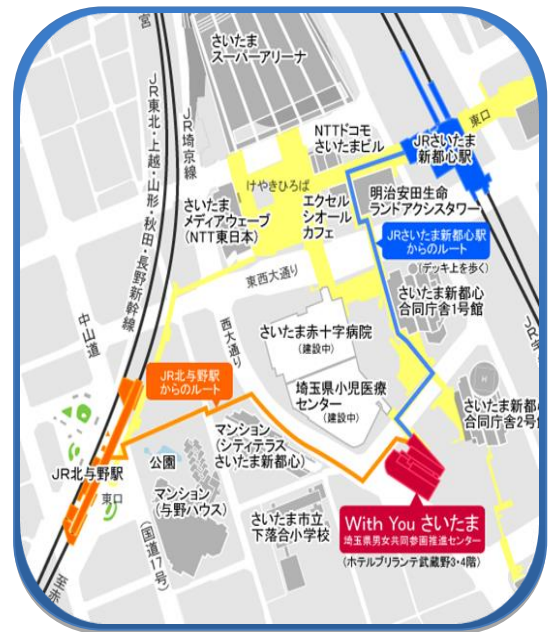 さいたま
スーパーアリーナ
JR東北・上越・山形・秋田・長野新幹線
JR埼京線
NTTドコモ
さいたまビル
JRさいたま
新都心駅
東口
けやきひろば
さいたま
メディアウェーブ
(NTT東日本)
エクセル
シオール
カフェ
明治安田生命
ランドアクシスタワー
JRさいたま新都心駅
からのルート
(デッキ上を歩く)
さいたま新都心
合同庁舎1号館
東西大通り
中山道
西大通り
さいたま赤十字病院
(建設中)
埼玉県小児医療
センター
(建設中)
JR北与野駅
からのルート
さいたま新都心
合同庁舎2号館
マンション
(シティテラス
さいたま新都心)
公園
JR北与野駅
東口
マンション
(与野ハウス)
(国道17号)
さいたま市立
下落合小学校
With You さいたま
埼玉県男女共同参画推進センター
(ホテルブリランテ武蔵野3・4階)
至赤